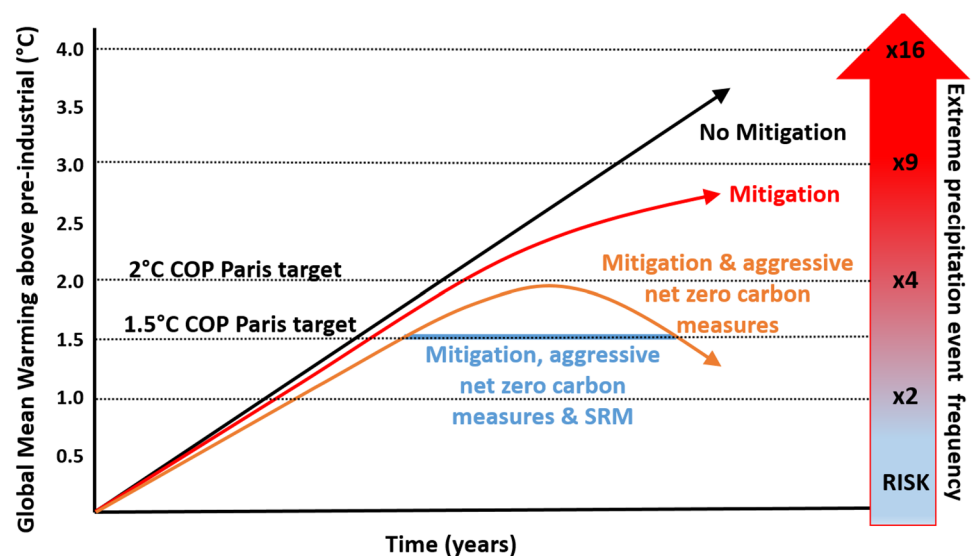 Global Mean Warming above pre-industrial (°C)
4.0
3.5
3.0
2.5
2.0
1.5
1.0
0.5
2°C COP Paris target
1.5°C COP Paris target
No Mitigation
Mitigation
Mitigation & aggressive
net zero carbon
measures
Mitigation, aggressive
net zero carbon
measures & SRM
Time (years)
x16
x9
x4
x2
RISK
Extreme precipitation event frequency